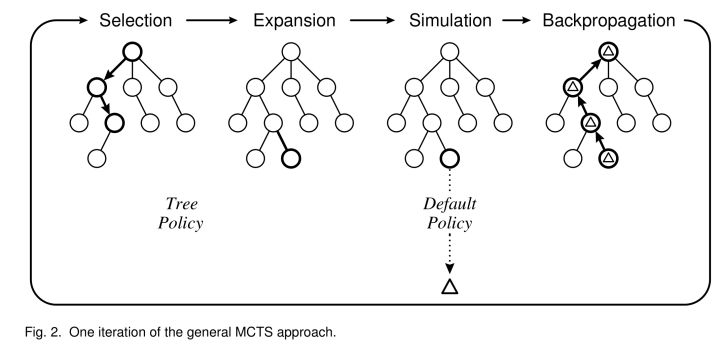 Selection Expansion Simulation Backpropagation
Tree
Policy
Default
Policy
Fig. 2. One iteration of the general MCTS approach.